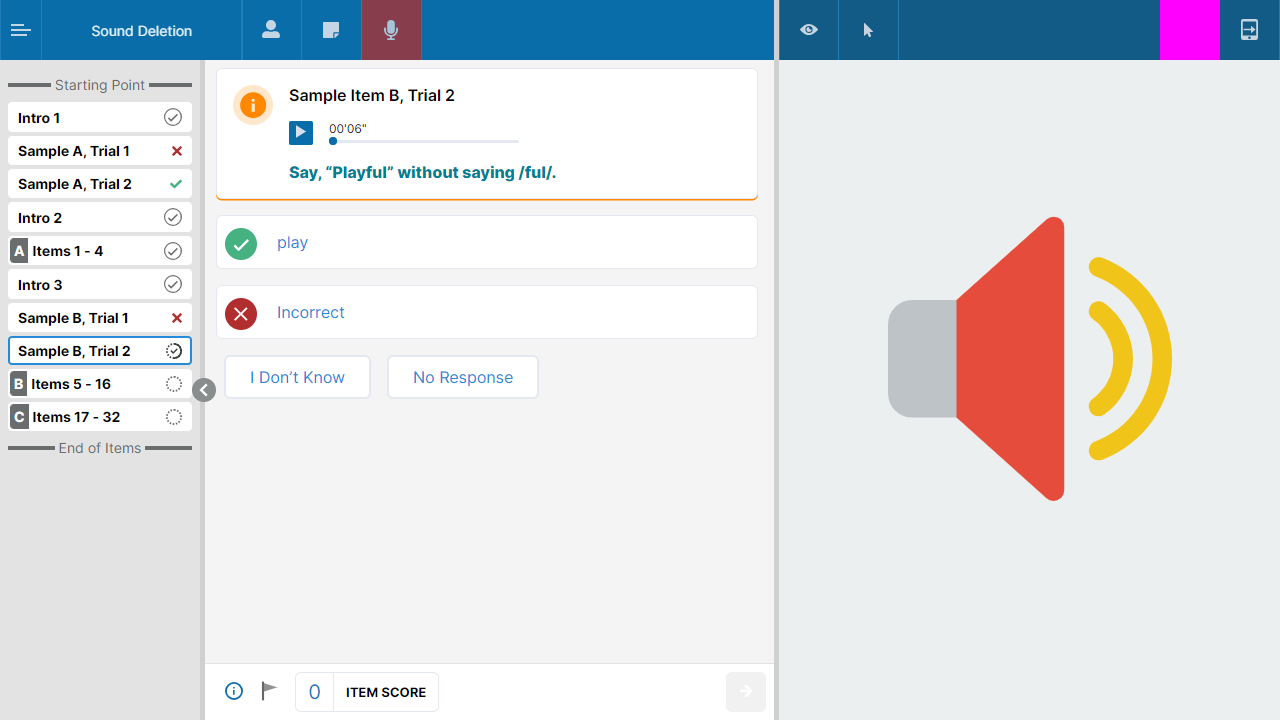 Sound Deletion
Starting Point
Intro 1
Sample A, Trial 1
Sample A, Trial 2
Intro 2
A Items 1 - 4
Intro 3
Sample B, Trial 1
Sample B, Trial 2
B Items 5 - 16
C Items 17 - 32
End of Items
Sample Item B, Trial 2
00'06"
Say, “Playful” without saying /ful/.
play
Incorrect
I Don’t Know
No Response
0 ITEM SCORE